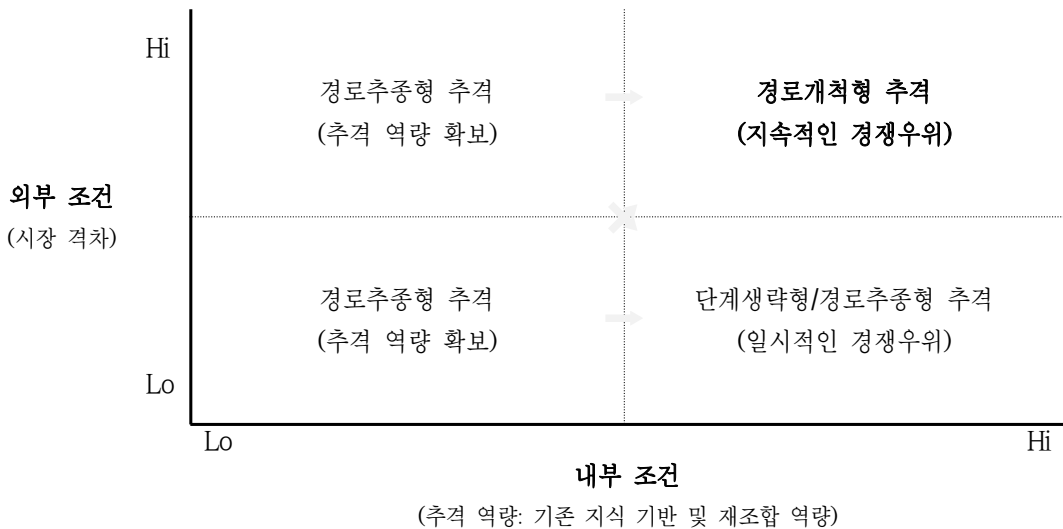 Hi
경로추종형 추격
(추격 역량 확보)
경로개척형 추격
(지속적인 경쟁우위)
외부 조건
(시장 격차)
경로추종형 추격
(추격 역량 확보)
단계생략형/경로추종형 추격
(일시적인 경쟁우위)
Lo
Lo
Hi
내부 조건
(추격 역량: 기존 지식 기반 및 재조합 역량)